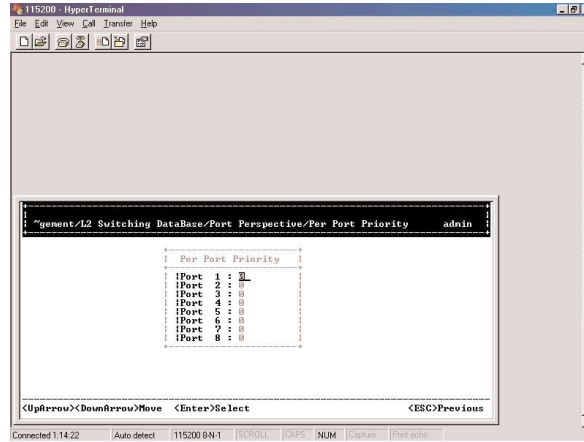 115200 - HyperTerminal
File Edit View Call Transfer Help
~gement/L2 Switching DataBase/Port Perspective/Per Port Priority admin
Per Port Priority
Port 1 : 0
Port 2 : 0
Port 3 : 0
Port 4 : 0
Port 5 : 0
Port 6 : 0
Port 7 : 0
Port 8 : 0
<UpArrow><DownArrow>Move <Enter>Select <ESC>Previous
Connected 1:14:22 Auto detect 115200 8-N-1 SCROLL CAPS NUM Capture Print echo